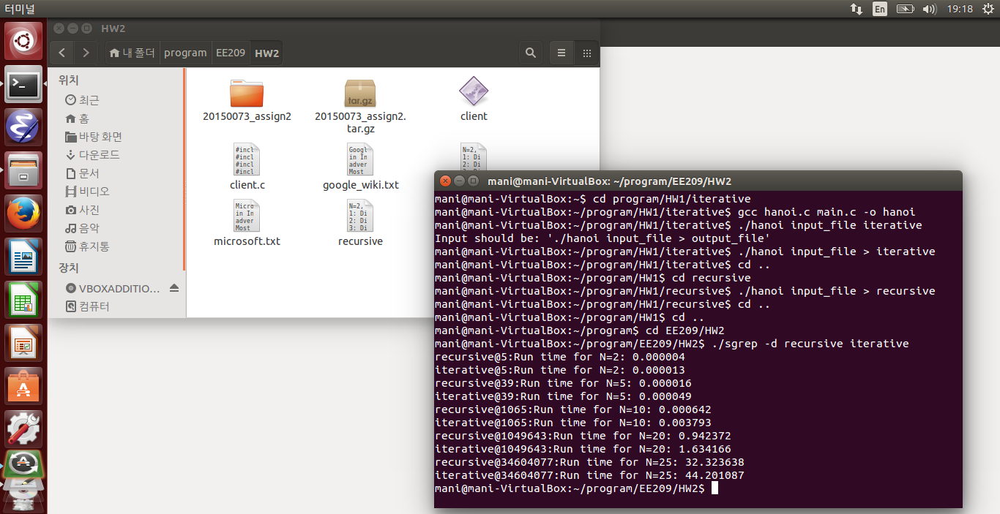 터미널
En
19:18
HW2
내 폴더
program
EE209
HW2
위치
최근
홈
바탕 화면
다운로드
문서
비디오
사진
음악
휴지통
장치
VBOXADDITIO...
컴퓨터
20150073_assign2
tar.gz
20150073_assign2.
tar.gz
client
#incl
#incl
#incl
#incl
client.c
Googl
in In
adver
Most
google_wiki.txt
N=2,
1: Di
2: Di
Micro
in In
adver
Most
microsoft.txt
N=2,
1: Di
2: Di
3: Di
recursive
mani@mani-VirtualBox: ~/program/EE209/HW2
mani@mani-VirtualBox:~$ cd program/HW1/iterative
mani@mani-VirtualBox:~/program/HW1/iterative$ gcc hanoi.c main.c -o hanoi
mani@mani-VirtualBox:~/program/HW1/iterative$ ./hanoi input_file iterative
Input should be: './hanoi input_file > output_file'
mani@mani-VirtualBox:~/program/HW1/iterative$ ./hanoi input_file > iterative
mani@mani-VirtualBox:~/program/HW1/iterative$ cd ..
mani@mani-VirtualBox:~/program/HW1$ cd recursive
mani@mani-VirtualBox:~/program/HW1/recursive$ ./hanoi input_file > recursive
mani@mani-VirtualBox:~/program/HW1/recursive$ cd ..
mani@mani-VirtualBox:~/program/HW1$ cd ..
mani@mani-VirtualBox:~/program$ cd EE209/HW2
mani@mani-VirtualBox:~/program/EE209/HW2$ ./sgrep -d recursive iterative
recursive@5:Run time for N=2: 0.000004
iterative@5:Run time for N=2: 0.000013
recursive@39:Run time for N=5: 0.000016
iterative@39:Run time for N=5: 0.000049
recursive@1065:Run time for N=10: 0.000642
iterative@1065:Run time for N=10: 0.003793
recursive@1049643:Run time for N=20: 0.942372
iterative@1049643:Run time for N=20: 1.634166
recursive@34604077:Run time for N=25: 32.323638
iterative@34604077:Run time for N=25: 44.201087
mani@mani-VirtualBox:~/program/EE209/HW2$